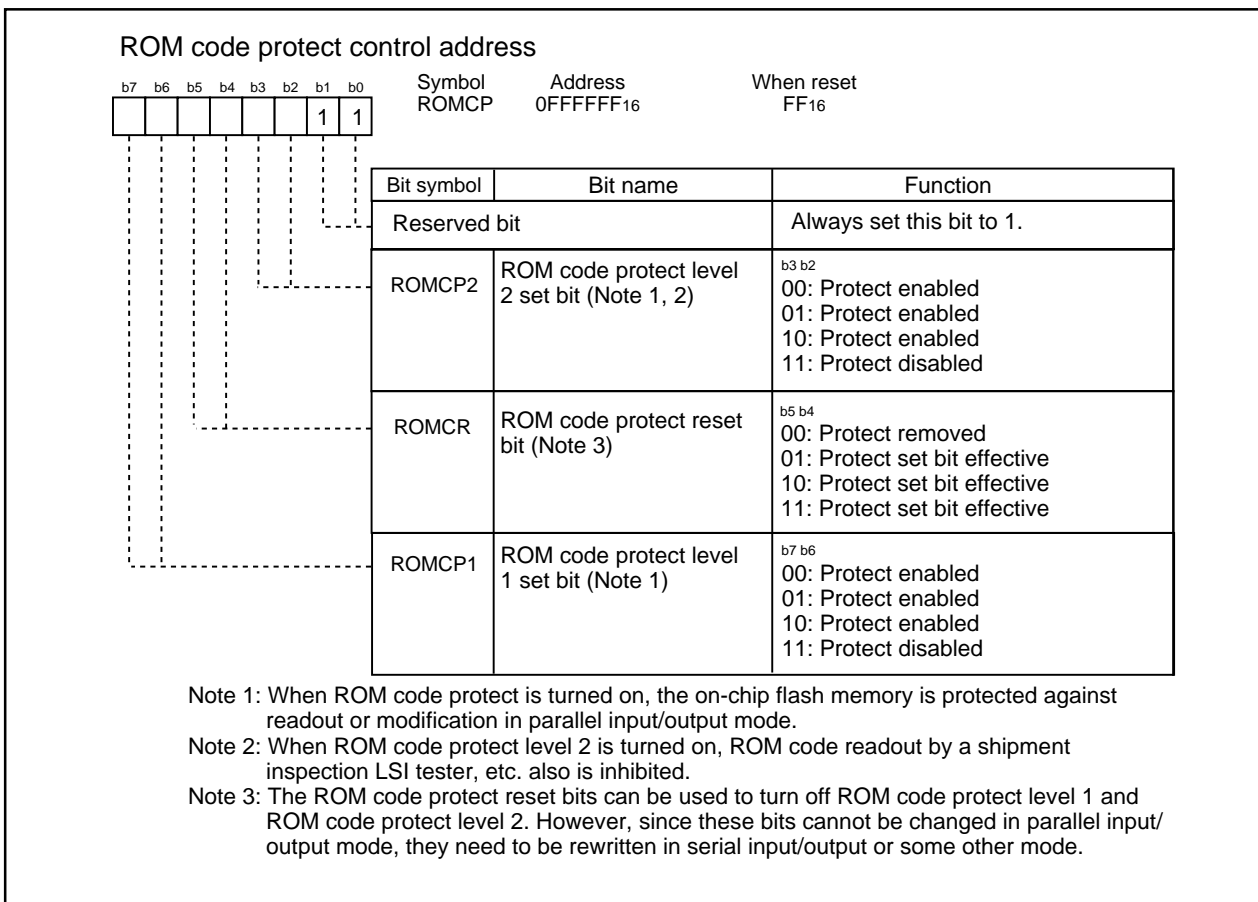 ROM code protect control address
b7 b6 b5 b4 b3 b2 b1 b0
1 1
Symbol Address When reset
ROMCP 0FFFFFF16 FF16
Bit symbol Bit name Function
Reserved bit Always set this bit to 1.
ROMCP2
ROM code protect level
2 set bit (Note 1, 2)
b3 b2
00: Protect enabled
01: Protect enabled
10: Protect enabled
11: Protect disabled
ROMCR
ROM code protect reset
bit (Note 3)
b5 b4
00: Protect removed
01: Protect set bit effective
10: Protect set bit effective
11: Protect set bit effective
ROMCP1
ROM code protect level
1 set bit (Note 1)
b7 b6
00: Protect enabled
01: Protect enabled
10: Protect enabled
11: Protect disabled
Note 1: When ROM code protect is turned on, the on-chip flash memory is protected against
readout or modification in parallel input/output mode.
Note 2: When ROM code protect level 2 is turned on, ROM code readout by a shipment
inspection LSI tester, etc. also is inhibited.
Note 3: The ROM code protect reset bits can be used to turn off ROM code protect level 1 and
ROM code protect level 2. However, since these bits cannot be changed in parallel input/
output mode, they need to be rewritten in serial input/output or some other mode.